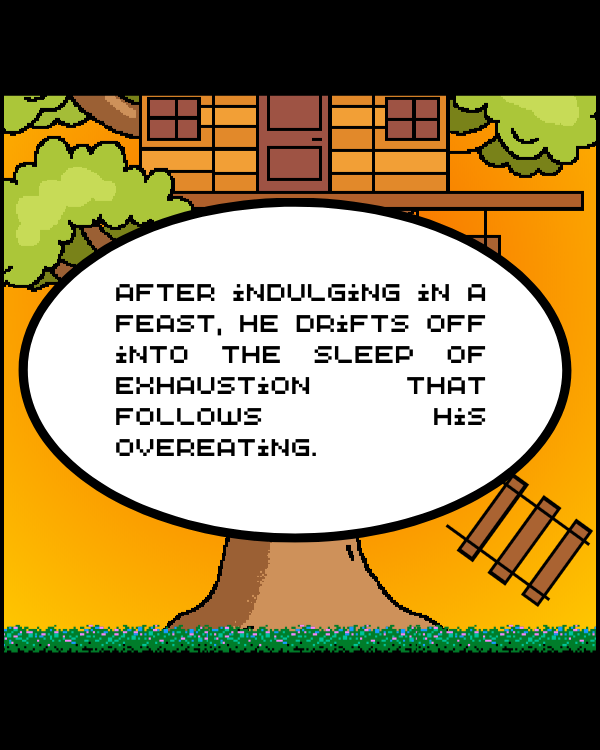 AFTER iNDULGiNG iN A
FEAST, HE DRiFTS OFF
iNTO THE SLEEP OF
EXHAUSTiON THAT
FOLLOWS HiS
OVEREATiNG.